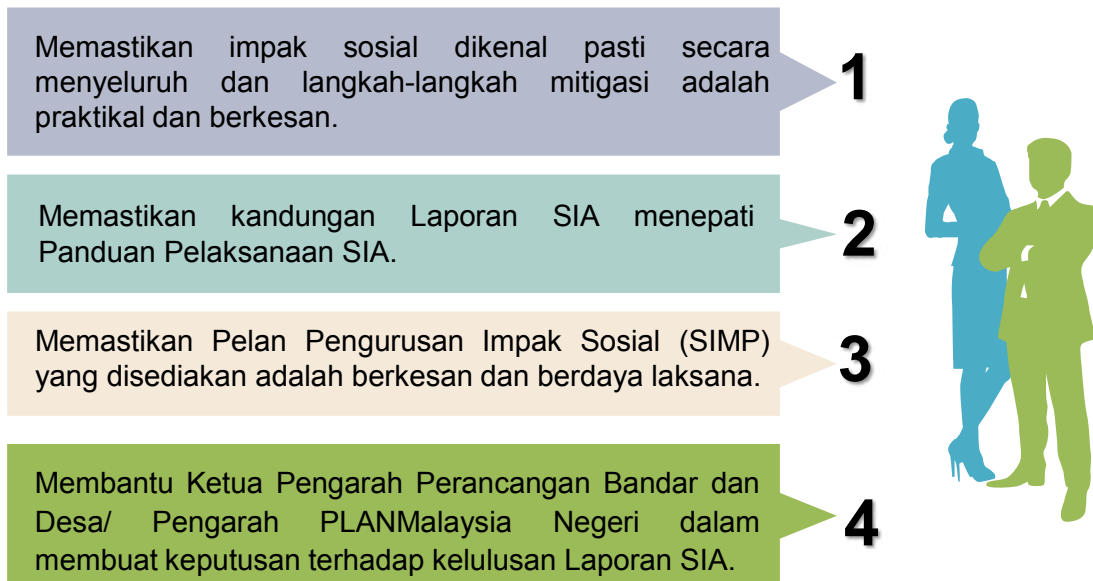 Memastikan impak sosial dikenal pasti secara
menyeluruh dan langkah-langkah mitigasi adalah
praktikal dan berkesan.
1
Memastikan kandungan Laporan SIA menepati
Panduan Pelaksanaan SIA.
2
Memastikan Pelan Pengurusan Impak Sosial (SIMP)
yang disediakan adalah berkesan dan berdaya laksana.
3
Membantu Ketua Pengarah Perancangan Bandar dan
Desa/ Pengarah PLANMalaysia Negeri dalam
membuat keputusan terhadap kelulusan Laporan SIA.
4